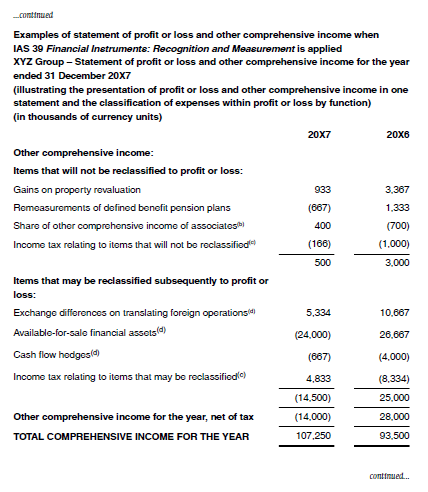 ...continued
Examples of statement of profit or loss and other comprehensive income when
IAS 39 Financial Instruments: Recognition and Measurement is applied
XYZ Group – Statement of profit or loss and other comprehensive income for the year
ended 31 December 20X7
(illustrating the presentation of profit or loss and other comprehensive income in one
statement and the classification of expenses within profit or loss by function)
(in thousands of currency units)
20X7 20X6
Other comprehensive income:
Items that will not be reclassified to profit or loss:
Gains on property revaluation 933 3,367
Remeasurements of defined benefit pension plans (667) 1,333
Share of other comprehensive income of associates(b) 400 (700)
Income tax relating to items that will not be reclassified(c) (166) (1,000)
500 3,000
Items that may be reclassified subsequently to profit or
loss:
Exchange differences on translating foreign operations(d) 5,334 10,667
Available-for-sale financial assets(d) (24,000) 26,667
Cash flow hedges(d) (667) (4,000)
Income tax relating to items that may be reclassified(c) 4,833 (8,334)
(14,500) 25,000
Other comprehensive income for the year, net of tax (14,000) 28,000
TOTAL COMPREHENSIVE INCOME FOR THE YEAR 107,250 93,500
continued...